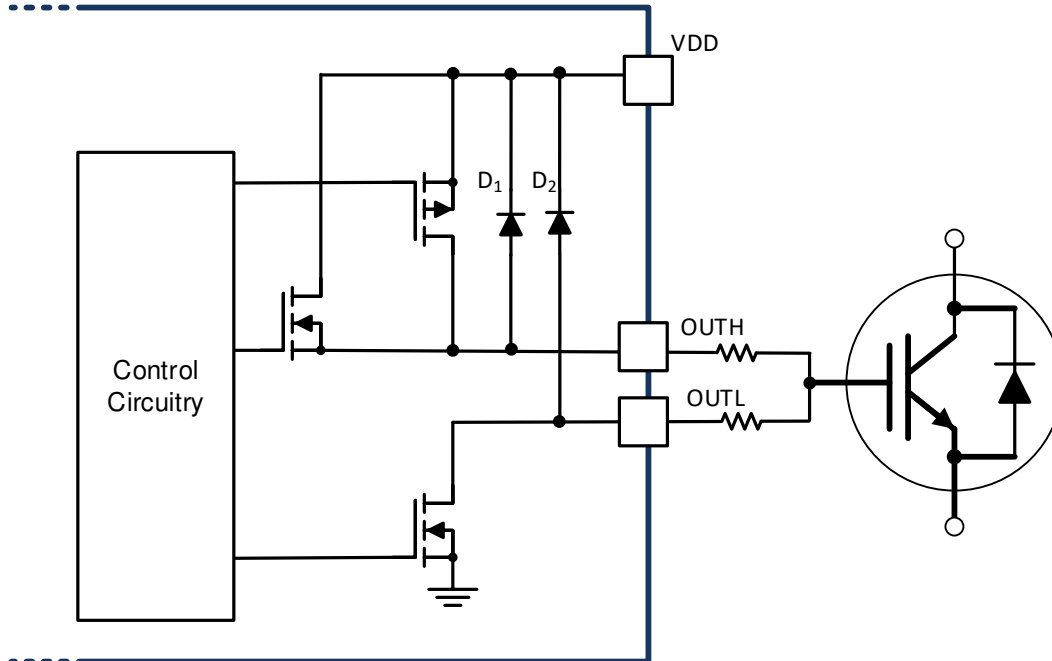 VDD
D₁
D₂
OUTH
OUTL
Control
Circuitry